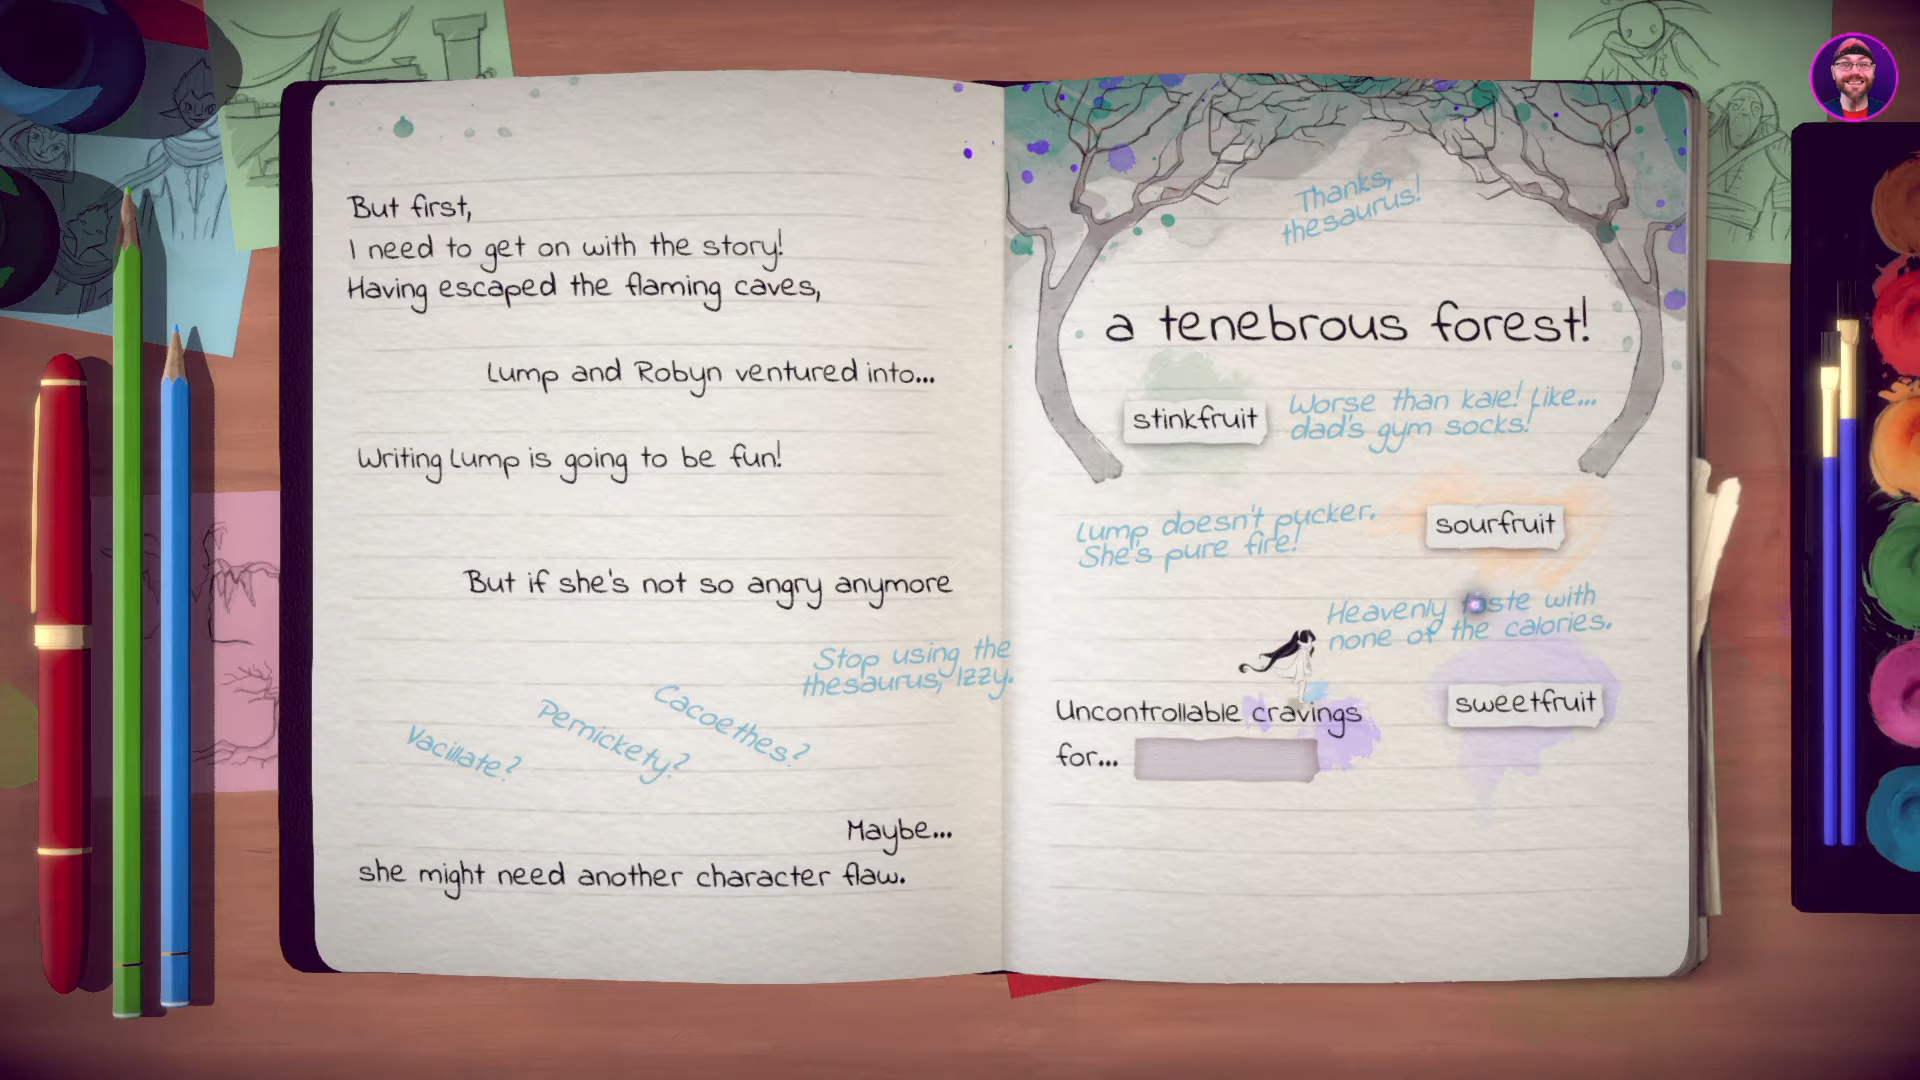 But first,
I need to get on with the story!
Having escaped the flaming caves,
Lump and Robyn ventured into...
Writing Lump is going to be fun!
But if she's not so angry anymore
Stop using the
thesaurus, Izzy.
Cacoethes?
Pernickety?
Vacillate?
Maybe...
she might need another character flaw.
Thanks,
thesaurus!
a tenebrous forest!
stinkfruit
Worse than kale! Like...
dad's gym socks!
Lump doesn't pucker.
She's pure fire!
sourfruit
Heavenly taste with
none of the calories.
sweetfruit
Uncontrollable cravings
for...